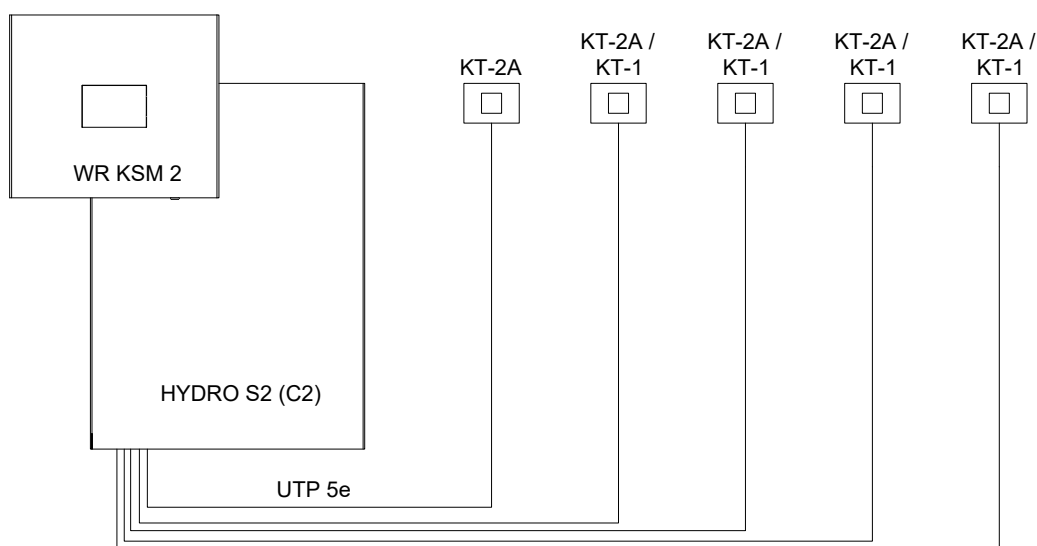 KT-2A
KT-2A /
KT-1
KT-2A /
KT-1
KT-2A /
KT-1
KT-2A /
KT-1
WR KSM 2
HYDRO S2 (C2)
UTP 5e